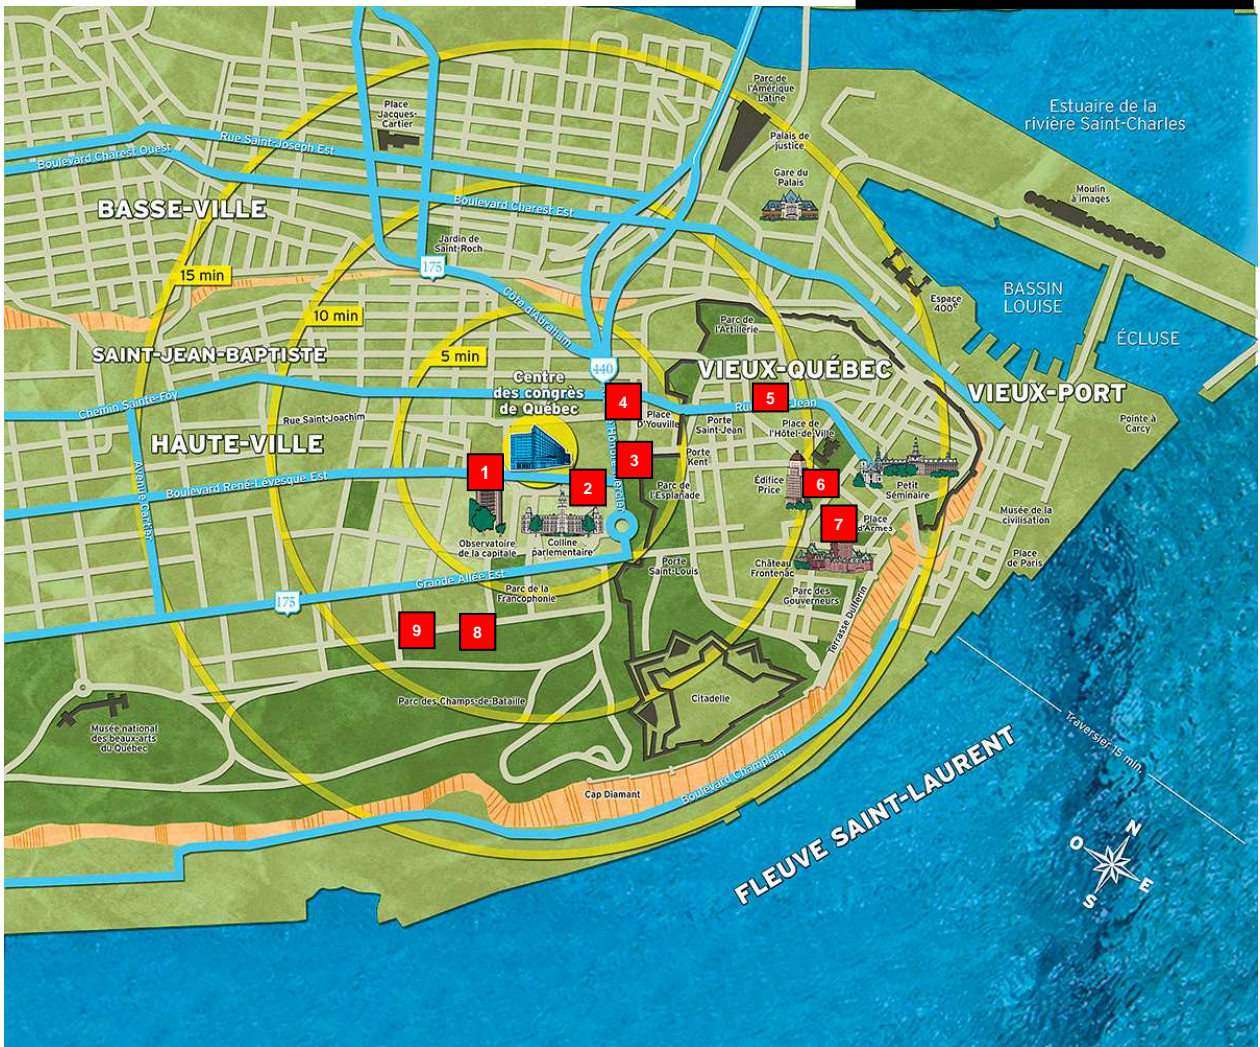 Parc de
l'Amérique
Latine
Estuaire de la
rivière Saint-Charles
Place
Jacques-
Cartier
Palais de
justice
Rue Saint-Joseph Est
Boulevard Charest Ouest
Gare du
Palais
Moulin
à images
BASSE-VILLE
Boulevard Charest Est
Jardin de
Saint-Roch
15 min
175
BASSIN
LOUISE
Espace
400e
Côte d'Abraham
10 min
Parc de
l'Artillerie
ÉCLUSE
SAINT-JEAN-BAPTISTE
5 min
440
VIEUX-QUÉBEC
Centre
des congrès
de Québec
VIEUX-PORT
Chemin Sainte-Foy
4
5
Rue
-Jean
Rue Saint-Joachim
Place
D'Youville
Porte
Saint-Jean
Place de
l'Hôtel-de-Ville
Pointe à
Carcy
HAUTE-VILLE
Honoré
ercier
3
Porte
Kent
1
2
Boulevard René-Lévesque Est
Avenue Cartier
Parc de
l'Esplanade
Édifice
Price
6
Petit
Séminaire
7
Place
d'Armes
Musée de la
civilisation
Observatoire
de la capitale
Colline
parlementaire
Place
de Paris
Porte
Saint-Louis
Château
Frontenac
Grande Allée Est
Parc de la
Francophonie
Parc des
Gouverneurs
175
Terrasse Dufferin
9
8
Citadelle
Parc des Champs-de-Bataille
Musée national
des beaux-arts
du Québec
Traversier 15 min.
Cap Diamant
Boulevard Champlain
FLEUVE SAINT-LAURENT
N
O
E
S